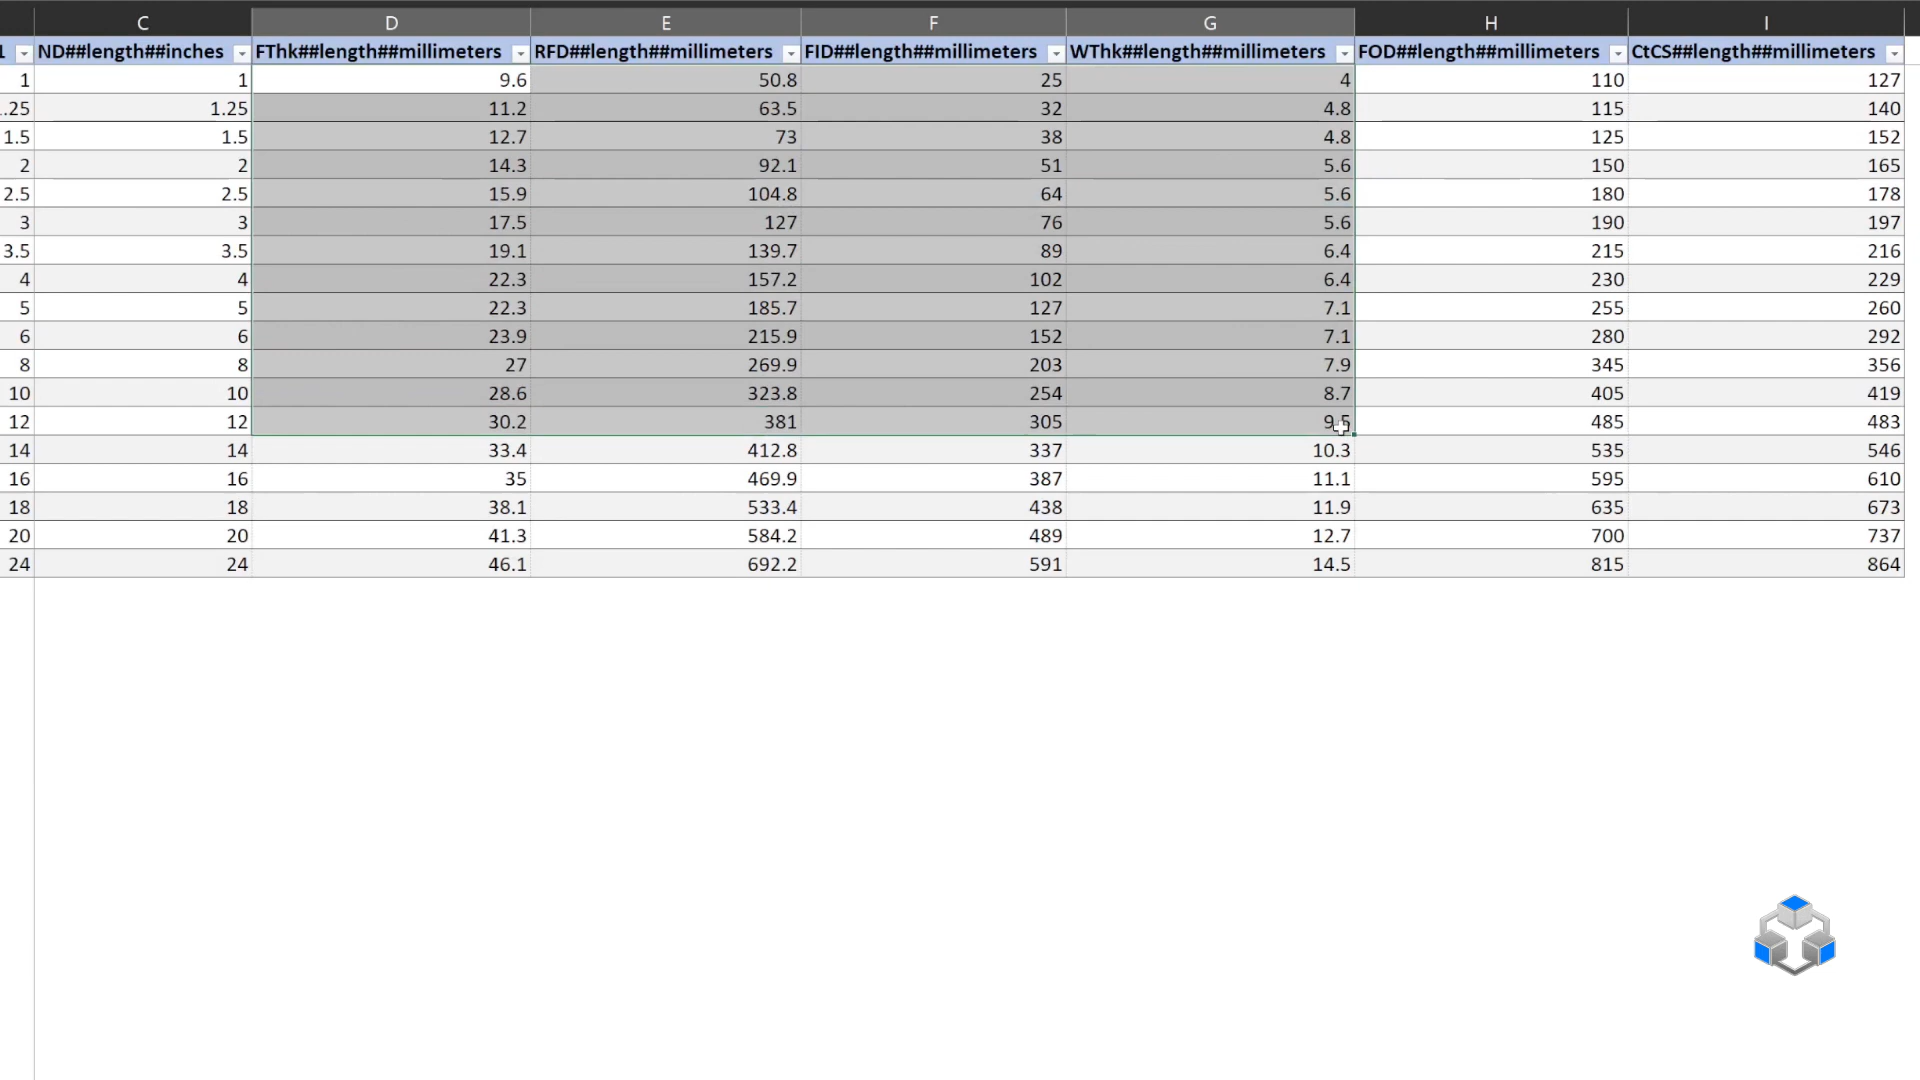 C D E F G H I
1 ND##length##inches FThk##length##millimeters RFD##length##millimeters FID##length##millimeters WThk##length##millimeters FOD##length##millimeters CtCS##length##millimeters
1 1 9.6 50.8 25 4 110 127
.25 1.25 11.2 63.5 32 4.8 115 140
1.5 1.5 12.7 73 38 4.8 125 152
2 2 14.3 92.1 51 5.6 150 165
2.5 2.5 15.9 104.8 64 5.6 180 178
3 3 17.5 127 76 5.6 190 197
3.5 3.5 19.1 139.7 89 6.4 215 216
4 4 22.3 157.2 102 6.4 230 229
5 5 22.3 185.7 127 7.1 255 260
6 6 23.9 215.9 152 7.1 280 292
8 8 27 269.9 203 7.9 345 356
10 10 28.6 323.8 254 8.7 405 419
12 12 30.2 381 305 9.5 485 483
14 14 33.4 412.8 337 10.3 535 546
16 16 35 469.9 387 11.1 595 610
18 18 38.1 533.4 438 11.9 635 673
20 20 41.3 584.2 489 12.7 700 737
24 24 46.1 692.2 591 14.5 815 864